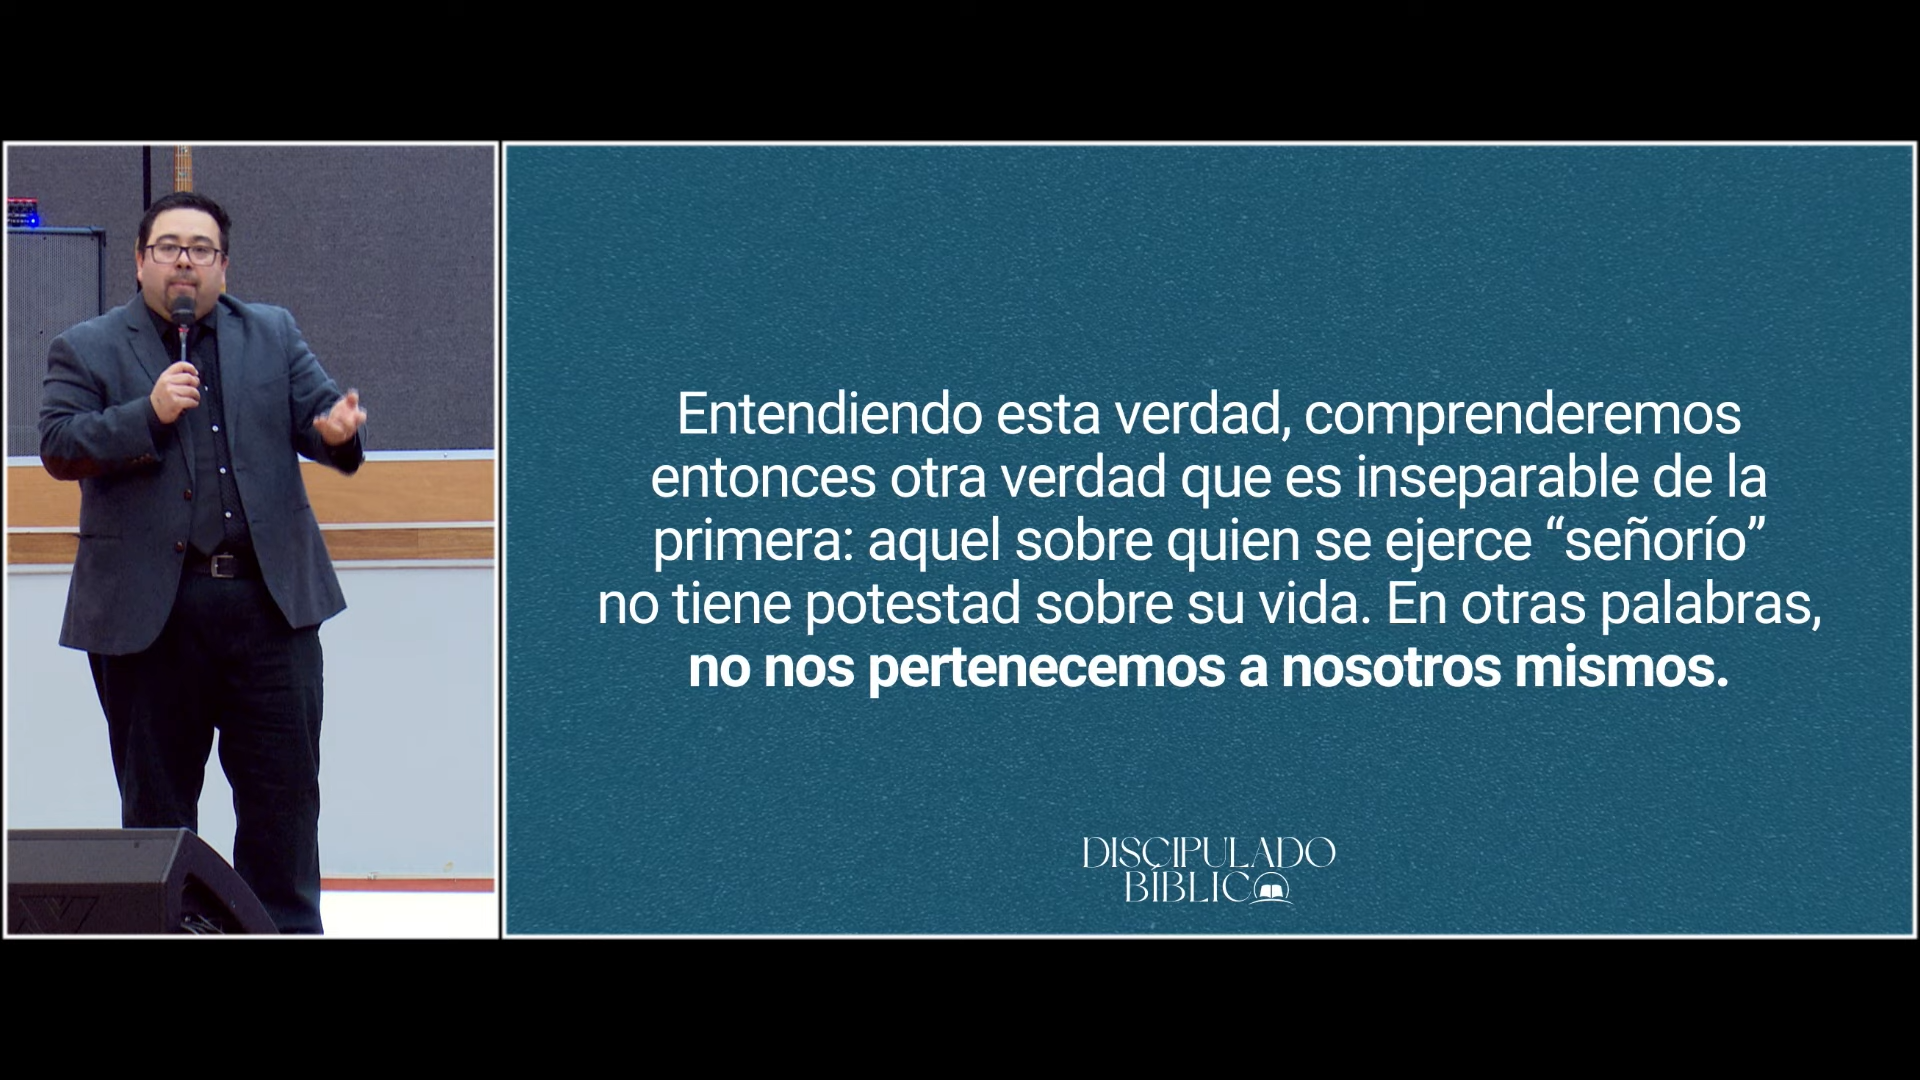 Entendiendo esta verdad, comprenderemos
entonces otra verdad que es inseparable de la
primera: aquel sobre quien se ejerce “señorío”
no tiene potestad sobre su vida. En otras palabras,
no nos pertenecemos a nosotros mismos.
DISCIPULADO
BÍBLICO